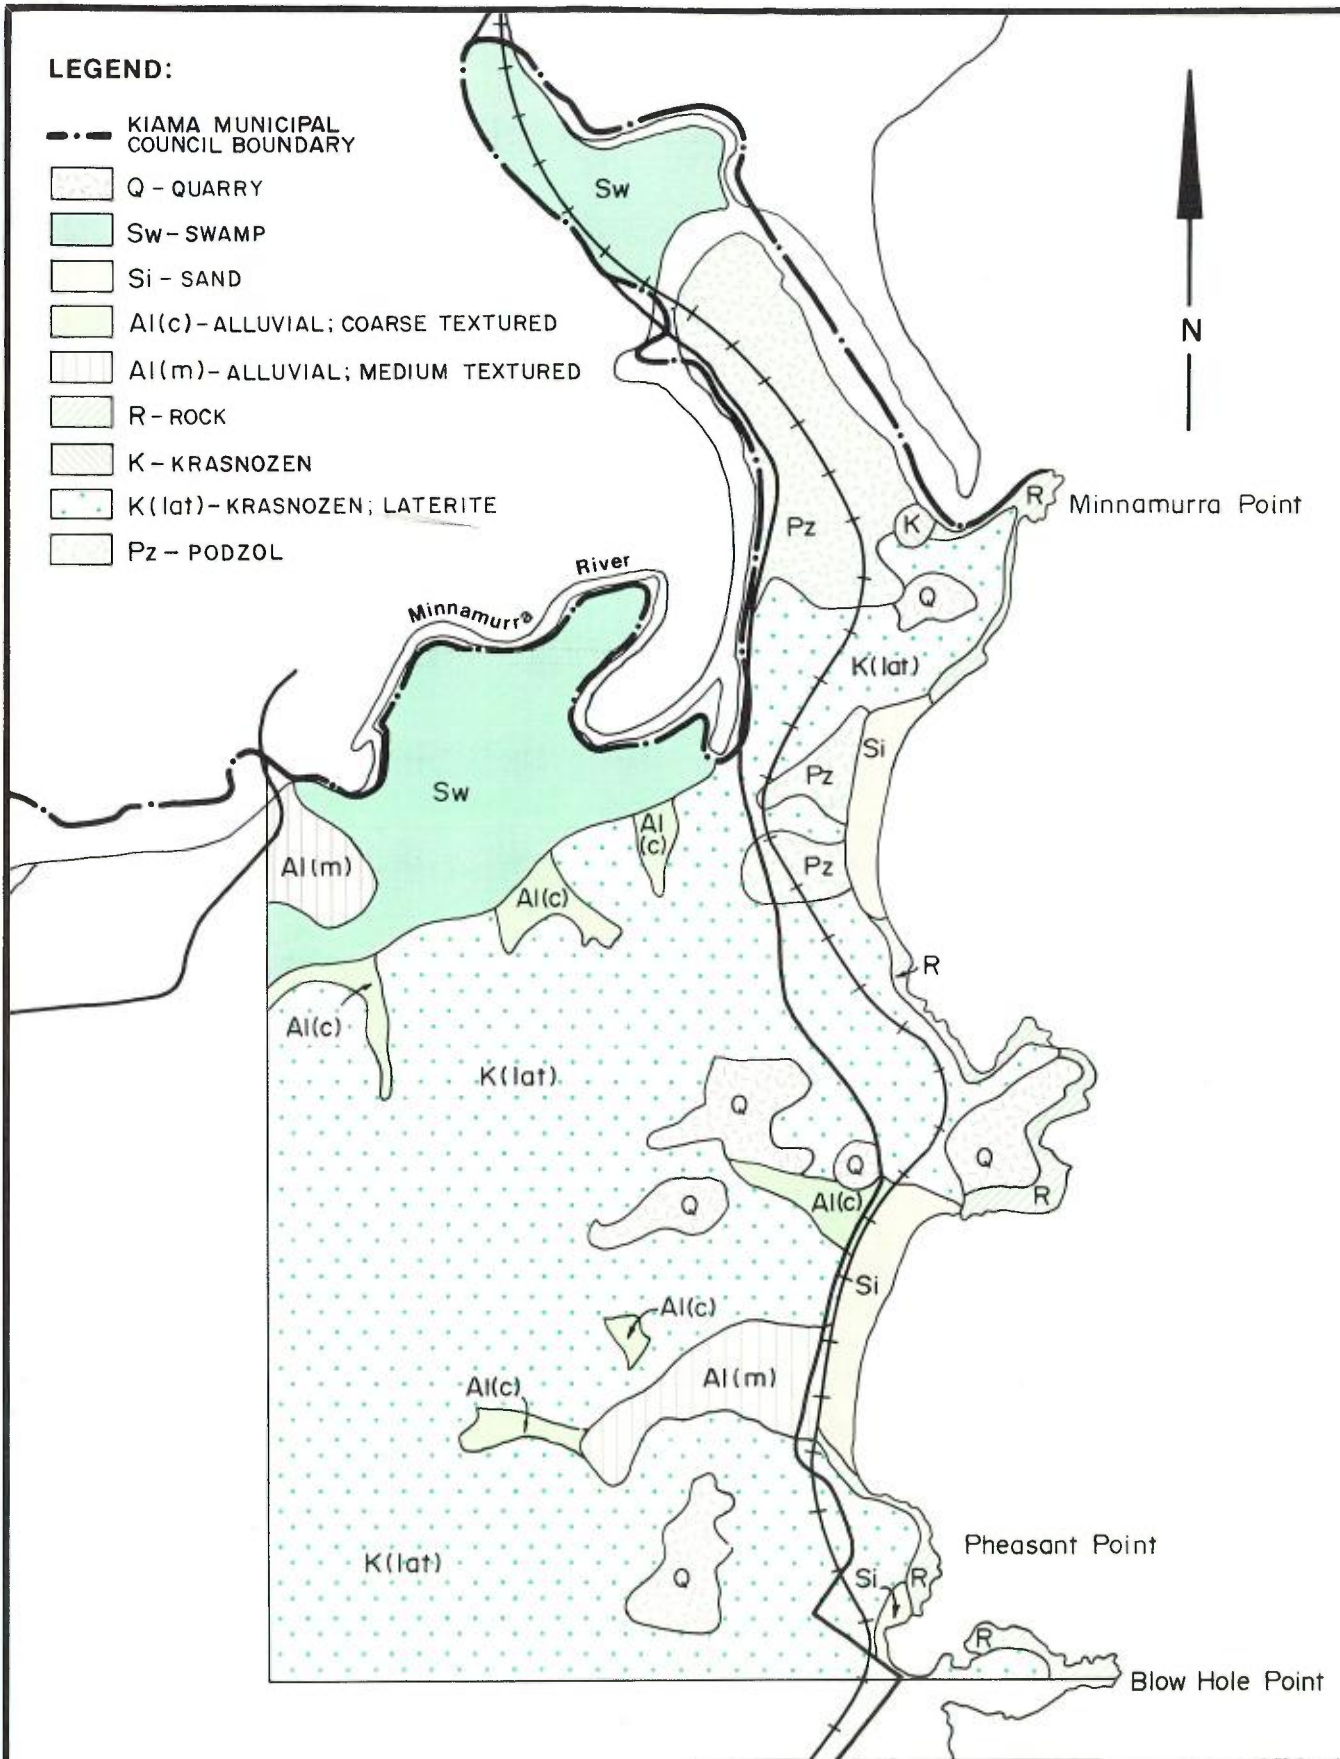 LEGEND:
KIAMA MUNICIPAL
COUNCIL BOUNDARY
Q - QUARRY
Sw-SWAMP
Si - SAND
Al(c)-ALLUVIAL; COARSE TEXTURED
Al(m)-ALLUVIAL; MEDIUM TEXTURED
R-ROCK
K-KRASNOZEN
K(lat)-KRASNOZEN; LATERITE
Pz-PODZOL
Sw
N
R
Minnamurra Point
K
Pz
River
Minnamurra
Q
K(lat)
Si
Pz
Sw
Al
(c)
Al(m)
Pz
Al(c)
R
Al(c)
K(lat)
Q
Q
Q
Al(c)
R
Q
Si
Al(c)
Al(m)
Al(c)
Pheasant Point
K(lat)
Q
Si
R
R
Blow Hole Point